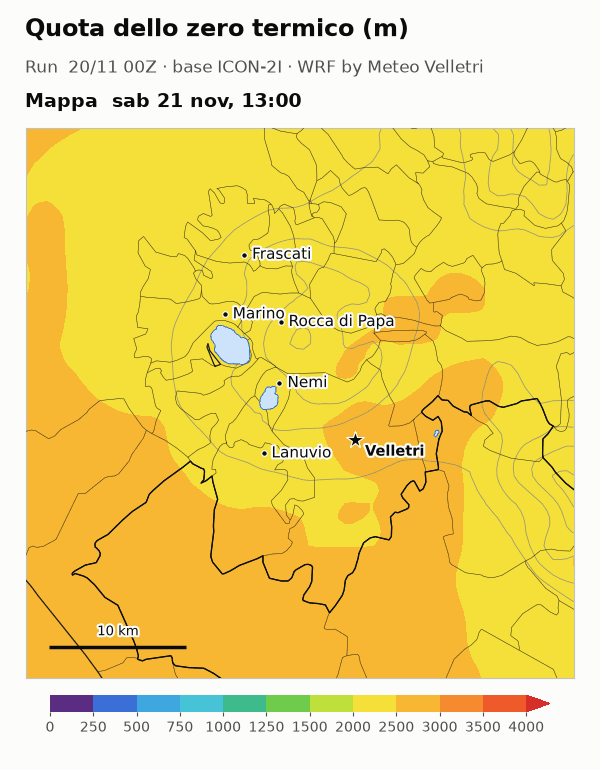 Quota dello zero termico (m)
Run  20/11 00Z · base ICON-2I · WRF by Meteo Velletri
Mappa  sab 21 nov, 13:00
Frascati
Marino
Rocca di Papa
Nemi
Velletri
Lanuvio
10 km
0 250 500 750 1000 1250 1500 2000 2500 3000 3500 4000